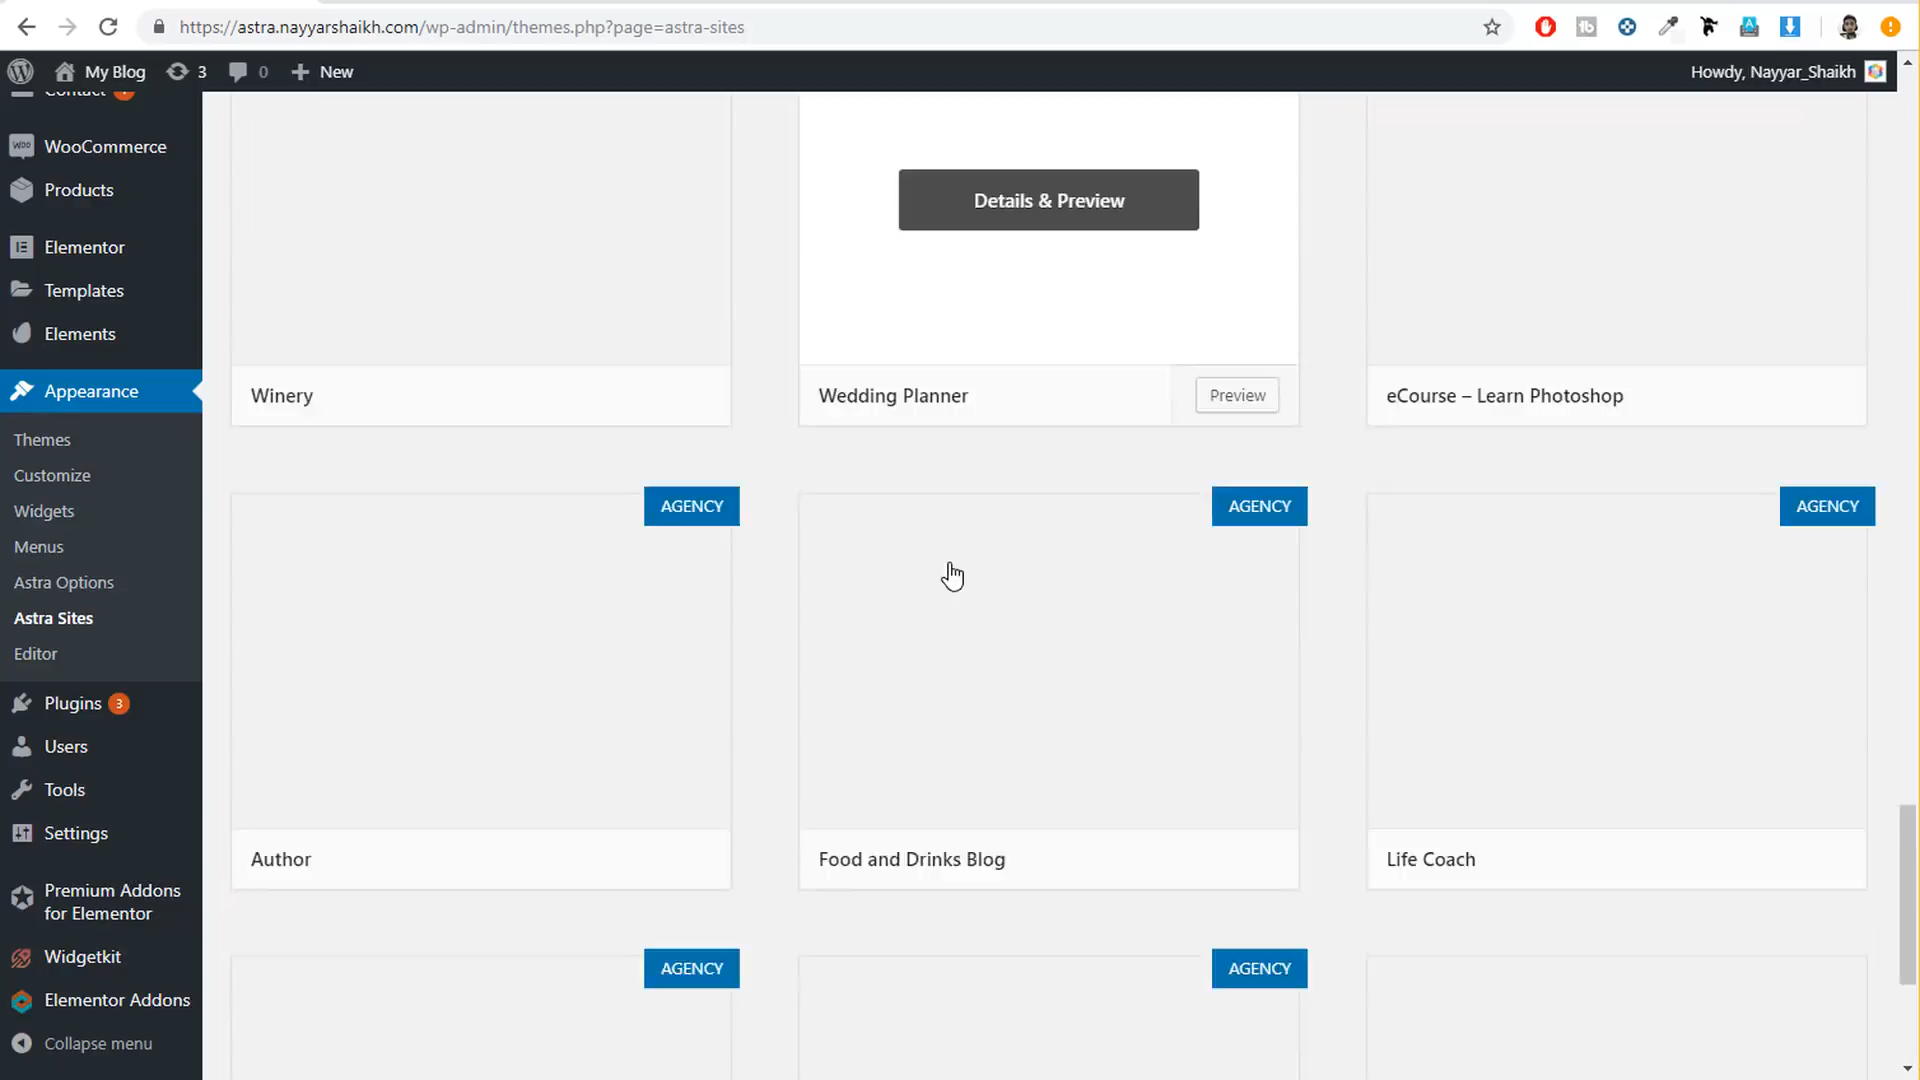 https://astra.nayyarshaikh.com/wp-admin/themes.php?page=astra-sites
My Blog 3 0 New
Howdy, Nayyar_Shaikh
Contact
WooCommerce
Products
Elementor
Templates
Elements
Appearance
Themes
Customize
Widgets
Menus
Astra Options
Astra Sites
Editor
Plugins 3
Users
Tools
Settings
Premium Addons
for Elementor
Widgetkit
Elementor Addons
Collapse menu
Details & Preview
Winery
Wedding Planner
Preview
eCourse – Learn Photoshop
AGENCY
AGENCY
AGENCY
Author
Food and Drinks Blog
Life Coach
AGENCY
AGENCY